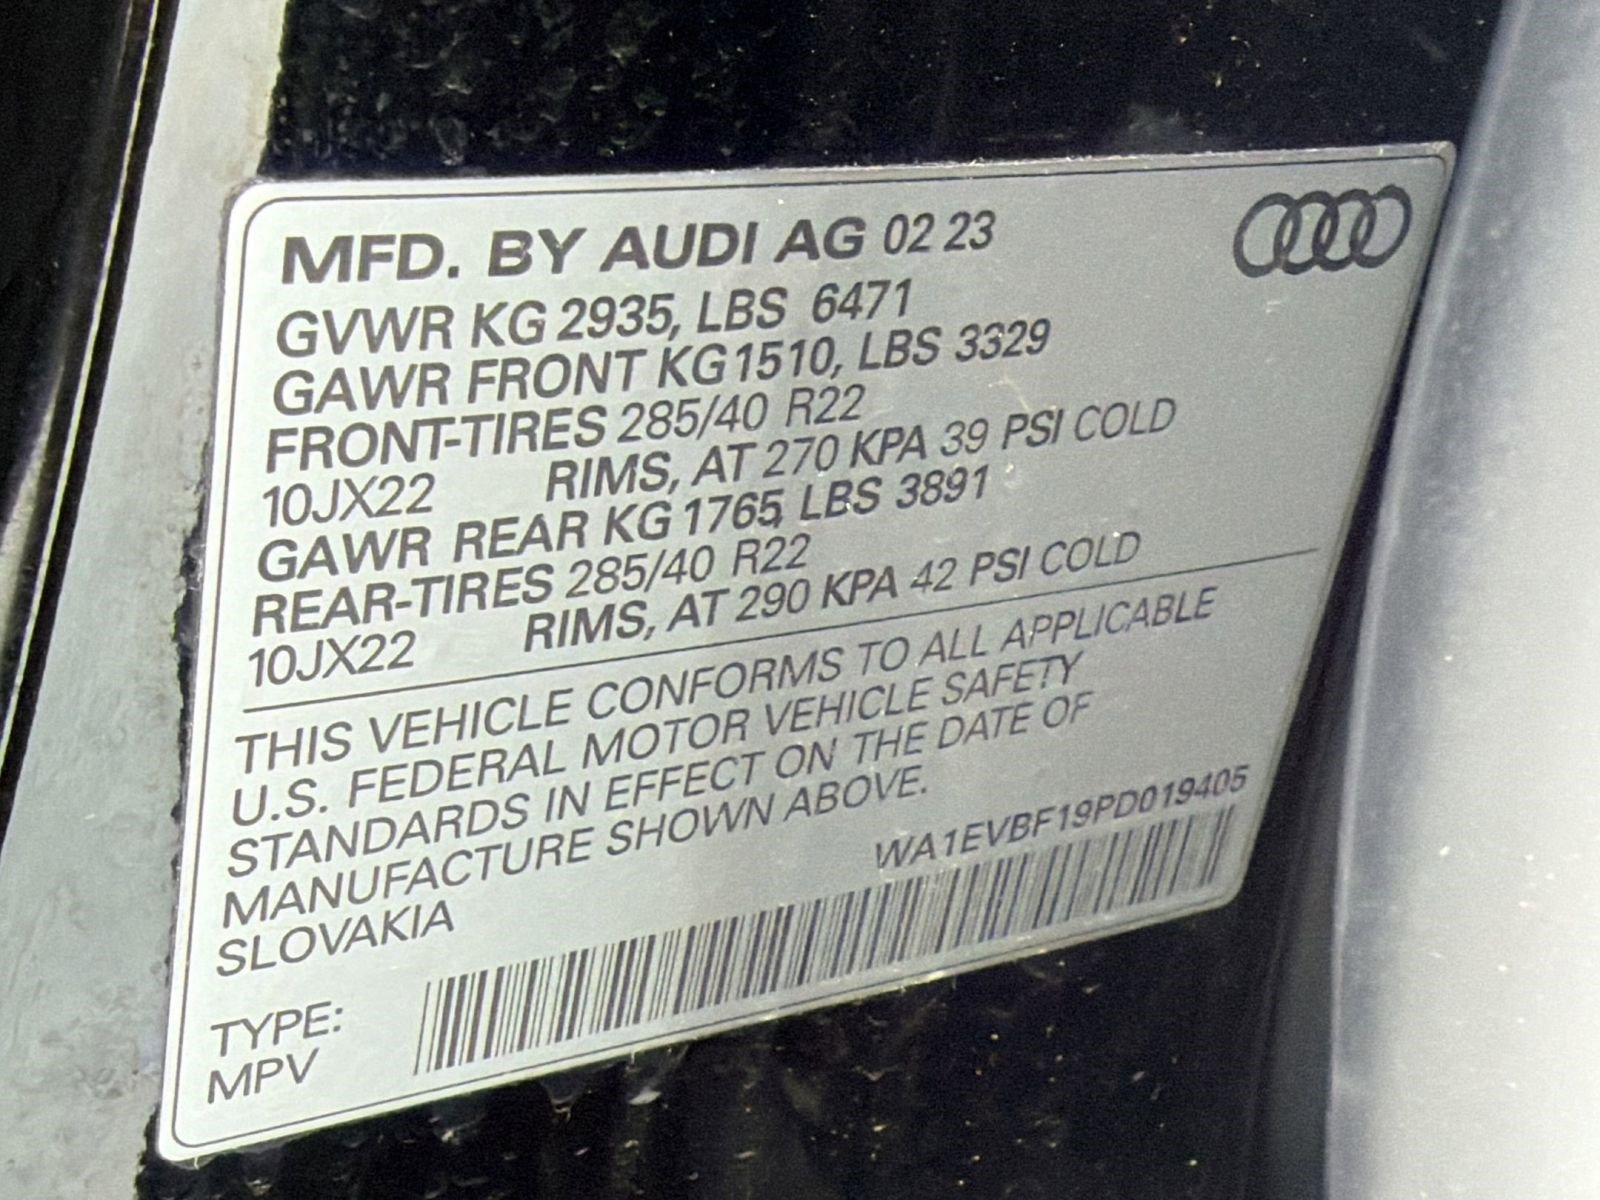 MFD. BY AUDI AG 02 23
GVWR KG 2935, LBS 6471
GAWR FRONT KG 1510, LBS 3329
FRONT-TIRES 285/40 R22
10JX22 RIMS, AT 270 KPA 39 PSI COLD
GAWR REAR KG 1765, LBS 3891
REAR-TIRES 285/40 R22
10JX22 RIMS, AT 290 KPA 42 PSI COLD
THIS VEHICLE CONFORMS TO ALL APPLICABLE
U.S. FEDERAL MOTOR VEHICLE SAFETY
STANDARDS IN EFFECT ON THE DATE OF
MANUFACTURE SHOWN ABOVE.
SLOVAKIA
WA1EVBF19PD019405
TYPE:
MPV